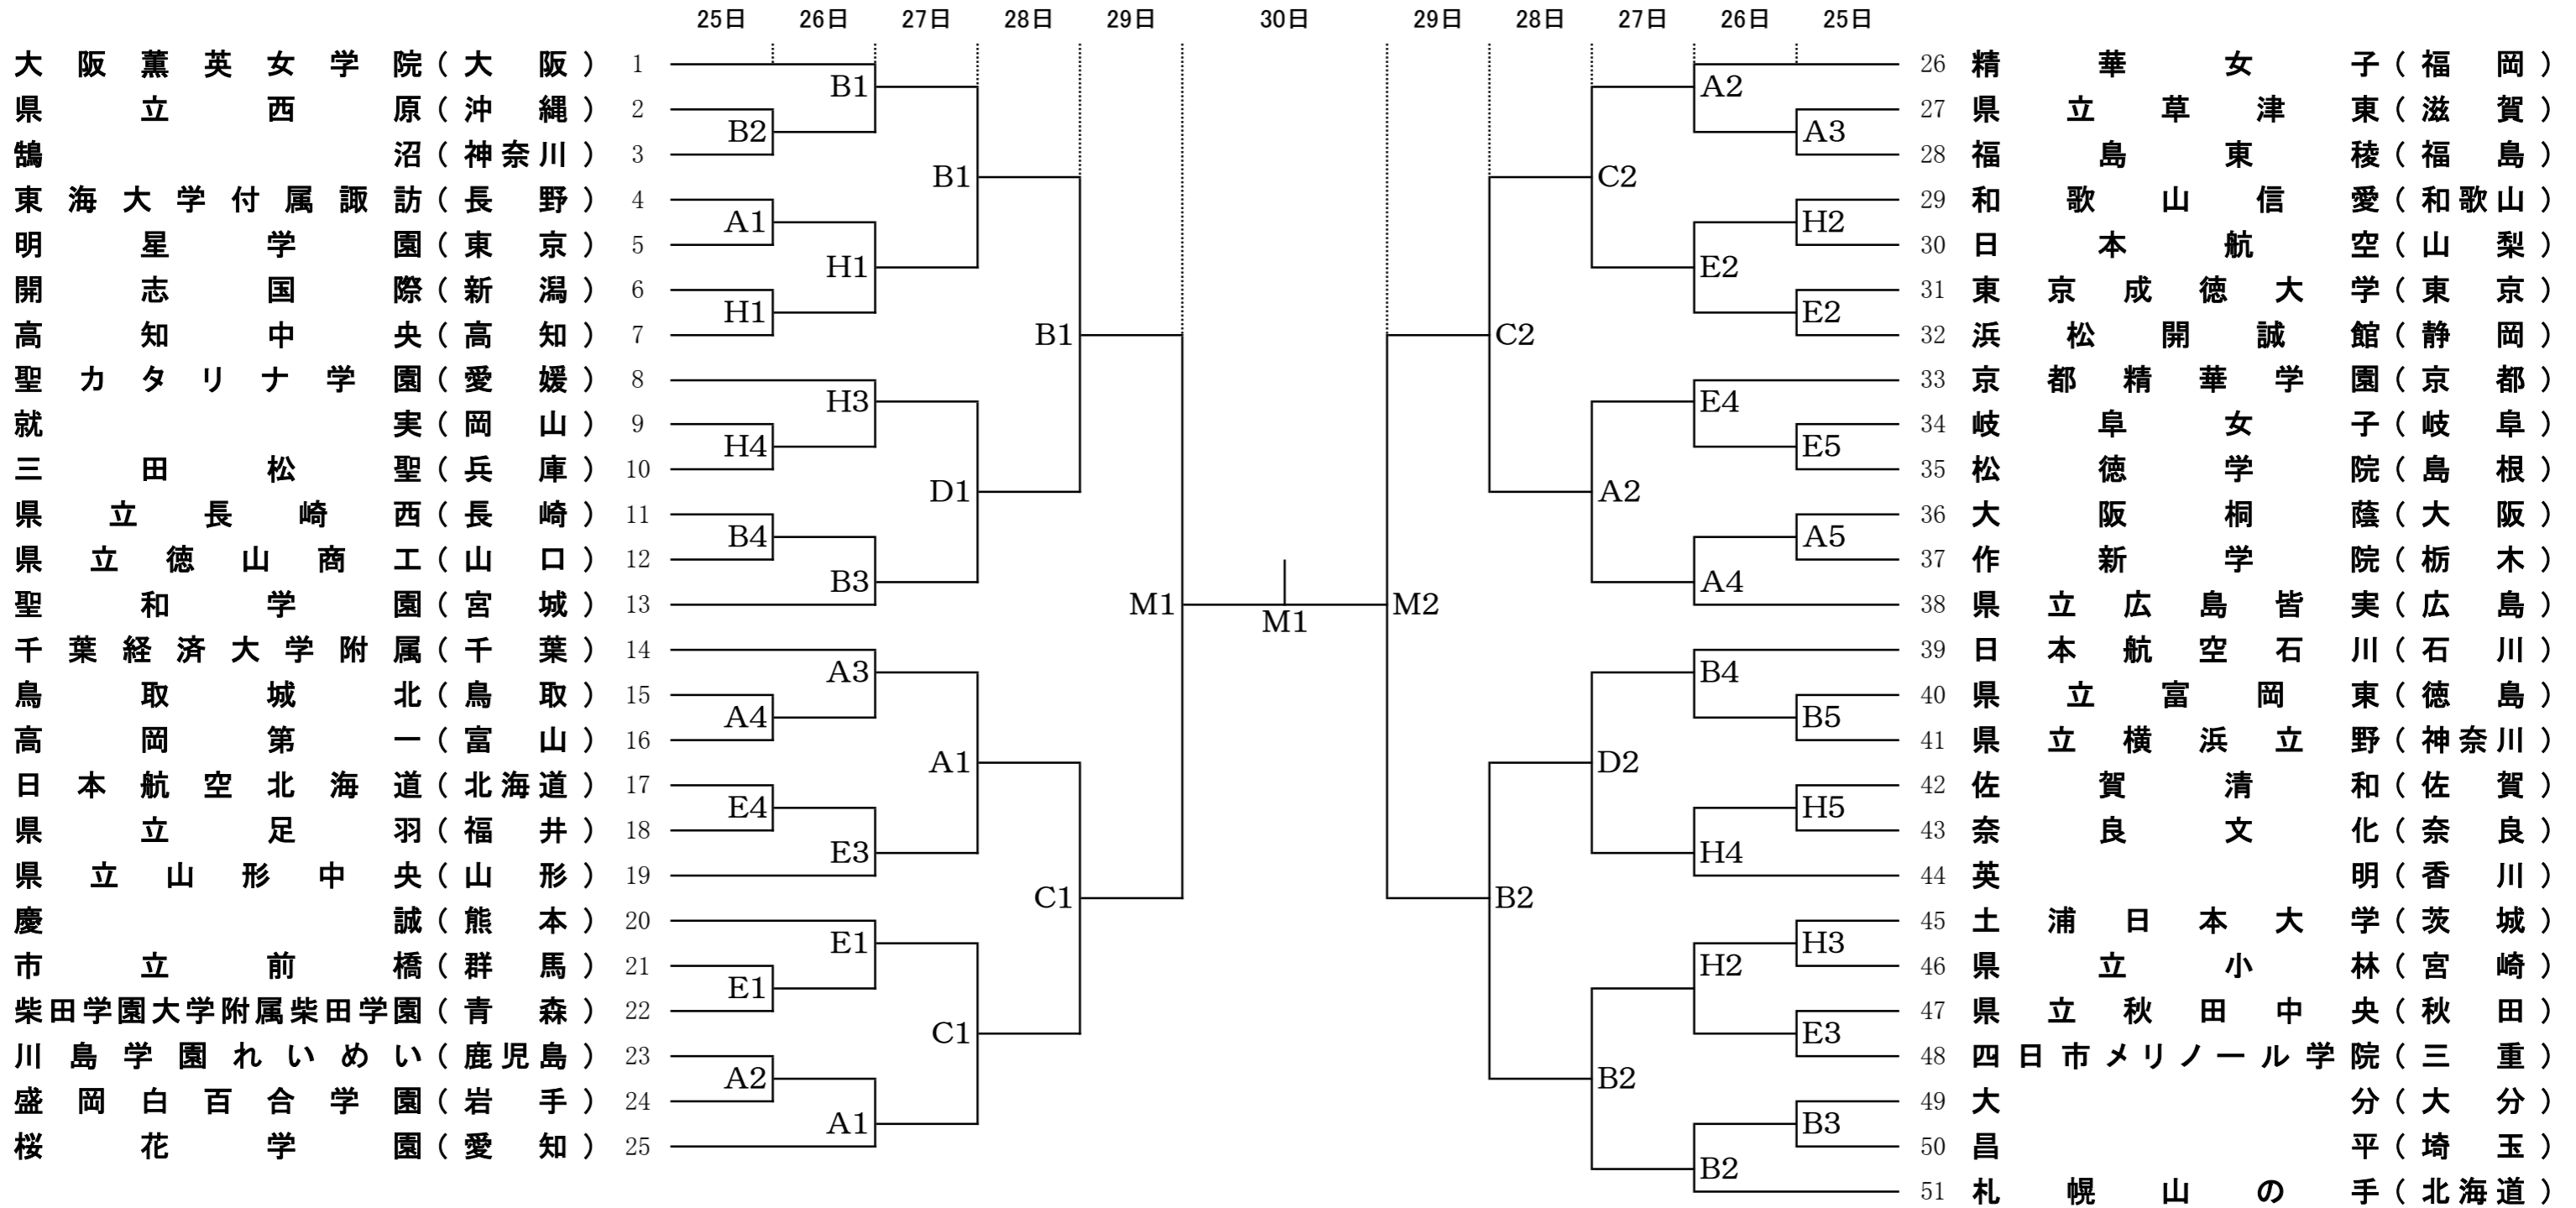 25日 26日 27日 28日 29日 30日 29日 28日 27日 26日 25日
大阪薫英女学院(大阪) 1 26 精華女子(福岡)
B1 A2
県立西原(沖縄) 2 27 県立草津東(滋賀)
B2 A3
鵠沼(神奈川) 3 28 福島東稜(福島)
B1 C2
東海大学付属諏訪(長野) 4 29 和歌山信愛(和歌山)
A1 H2
明星学園(東京) 5 30 日本航空(山梨)
H1 E2
開志国際(新潟) 6 31 東京成徳大学(東京)
H1 E2
高知中央(高知) 7 B1 C2 32 浜松開誠館(静岡)
聖カタリナ学園(愛媛) 8 33 京都精華学園(京都)
H3 E4
就実(岡山) 9 34 岐阜女子(岐阜)
H4 E5
三田松聖(兵庫) 10 35 松徳学院(島根)
D1 A2
県立長崎西(長崎) 11 36 大阪桐蔭(大阪)
B4 A5
県立徳山商工(山口) 12 37 作新学院(栃木)
B3 A4
聖和学園(宮城) 13 M1 M2 38 県立広島皆実(広島)
M1
千葉経済大学附属(千葉) 14 39 日本航空石川(石川)
A3 B4
鳥取城北(鳥取) 15 40 県立富岡東(徳島)
A4 B5
高岡第一(富山) 16 41 県立横浜立野(神奈川)
A1 D2
日本航空北海道(北海道) 17 42 佐賀清和(佐賀)
E4 H5
県立足羽(福井) 18 43 奈良文化(奈良)
E3 H4
県立山形中央(山形) 19 44 英明(香川)
C1 B2
慶誠(熊本) 20 45 土浦日本大学(茨城)
E1 H3
市立前橋(群馬) 21 H2 46 県立小林(宮崎)
E1
柴田学園大学附属柴田学園(青森) 22 47 県立秋田中央(秋田)
C1 E3
川島学園れいめい(鹿児島) 23 48 四日市メリノール学院(三重)
A2 B2
盛岡白百合学園(岩手) 24 49 大分(大分)
A1 B3
桜花学園(愛知) 25 50 昌平(埼玉)
B2
51 札幌山の手(北海道)